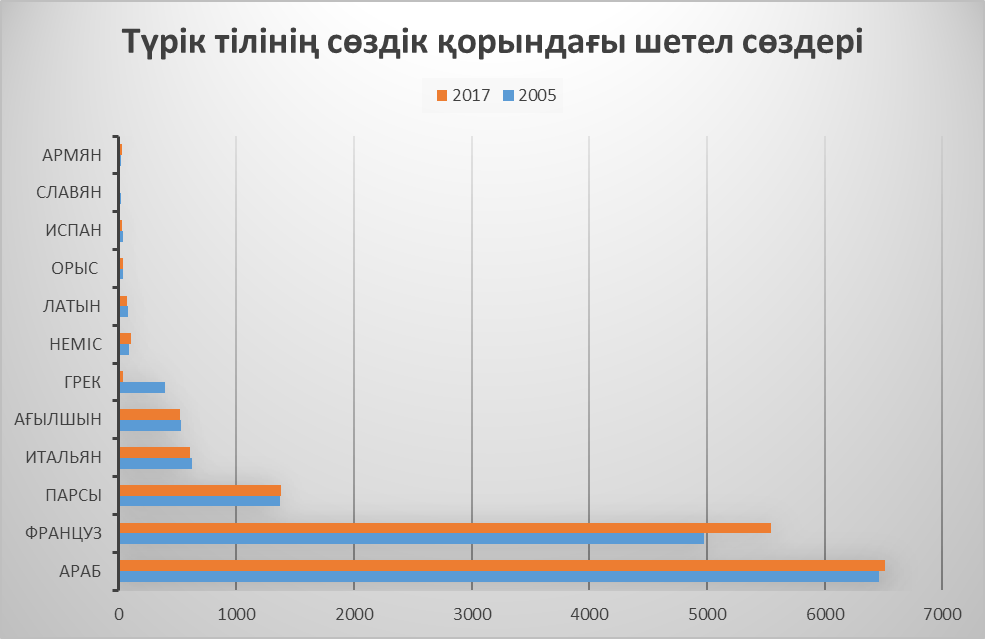 Түрік тілінің сөздік қорындағы шетел сөздері
2017 2005
АРМЯН
СЛАВЯН
ИСПАН
ОРЫС
ЛАТЫН
НЕМІС
ГРЕК
АҒЫЛШЫН
ИТАЛЬЯН
ПАРСЫ
ФРАНЦУЗ
АРАБ
0 1000 2000 3000 4000 5000 6000 7000